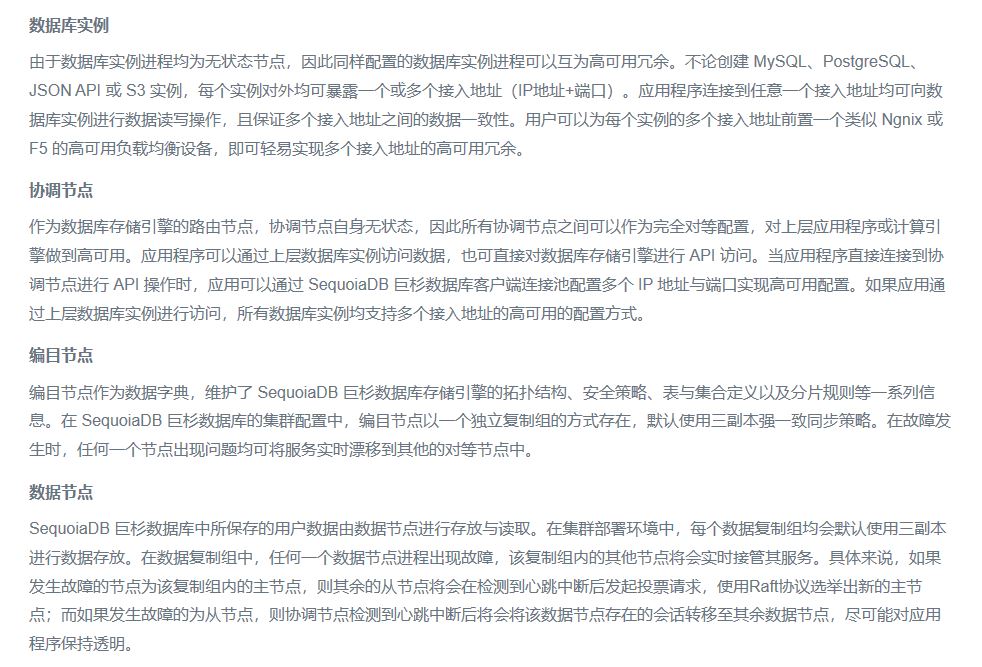 数据库实例
由于数据库实例进程均为无状态节点，因此同样配置的数据库实例进程可以互为高可用冗余。不论创建 MySQL、PostgreSQL、
JSON API 或 S3 实例，每个实例对外均可暴露一个或多个接入地址（IP地址+端口）。应用程序连接到任意一个接入地址均可向数
据库实例进行数据读写操作，且保证多个接入地址之间的数据一致性。用户可以为每个实例的多个接入地址前置一个类似 Ngnix 或
F5 的高可用负载均衡设备，即可轻易实现多个接入地址的高可用冗余。
协调节点
作为数据库存储引擎的路由节点，协调节点自身无状态，因此所有协调节点之间可以作为完全对等配置，对上层应用程序或计算引
擎做到高可用。应用程序可以通过上层数据库实例访问数据，也可直接对数据库存储引擎进行 API 访问。当应用程序直接连接到协
调节点进行 API 操作时，应用可以通过 SequoiaDB 巨杉数据库客户端连接池配置多个 IP 地址与端口实现高可用配置。如果应用通
过上层数据库实例进行访问，所有数据库实例均支持多个接入地址的高可用的配置方式。
编目节点
编目节点作为数据字典，维护了 SequoiaDB 巨杉数据库存储引擎的拓扑结构、安全策略、表与集合定义以及分片规则等一系列信
息。在 SequoiaDB 巨杉数据库的集群配置中，编目节点以一个独立复制组的方式存在，默认使用三副本强一致同步策略。在故障发
生时，任何一个节点出现问题均可将服务实时漂移到其他的对等节点中。
数据节点
SequoiaDB 巨杉数据库中所保存的用户数据由数据节点进行存放与读取。在集群部署环境中，每个数据复制组均会默认使用三副本
进行数据存放。在数据复制组中，任何一个数据节点进程出现故障，该复制组内的其他节点将会实时接管其服务。具体来说，如果
发生故障的节点为该复制组内的主节点，则其余的从节点将会在检测到心跳中断后发起投票请求，使用Raft协议选举出新的主节
点；而如果发生故障的为从节点，则协调节点检测到心跳中断后将会将该数据节点存在的会话转移至其余数据节点，尽可能对应用
程序保持透明。